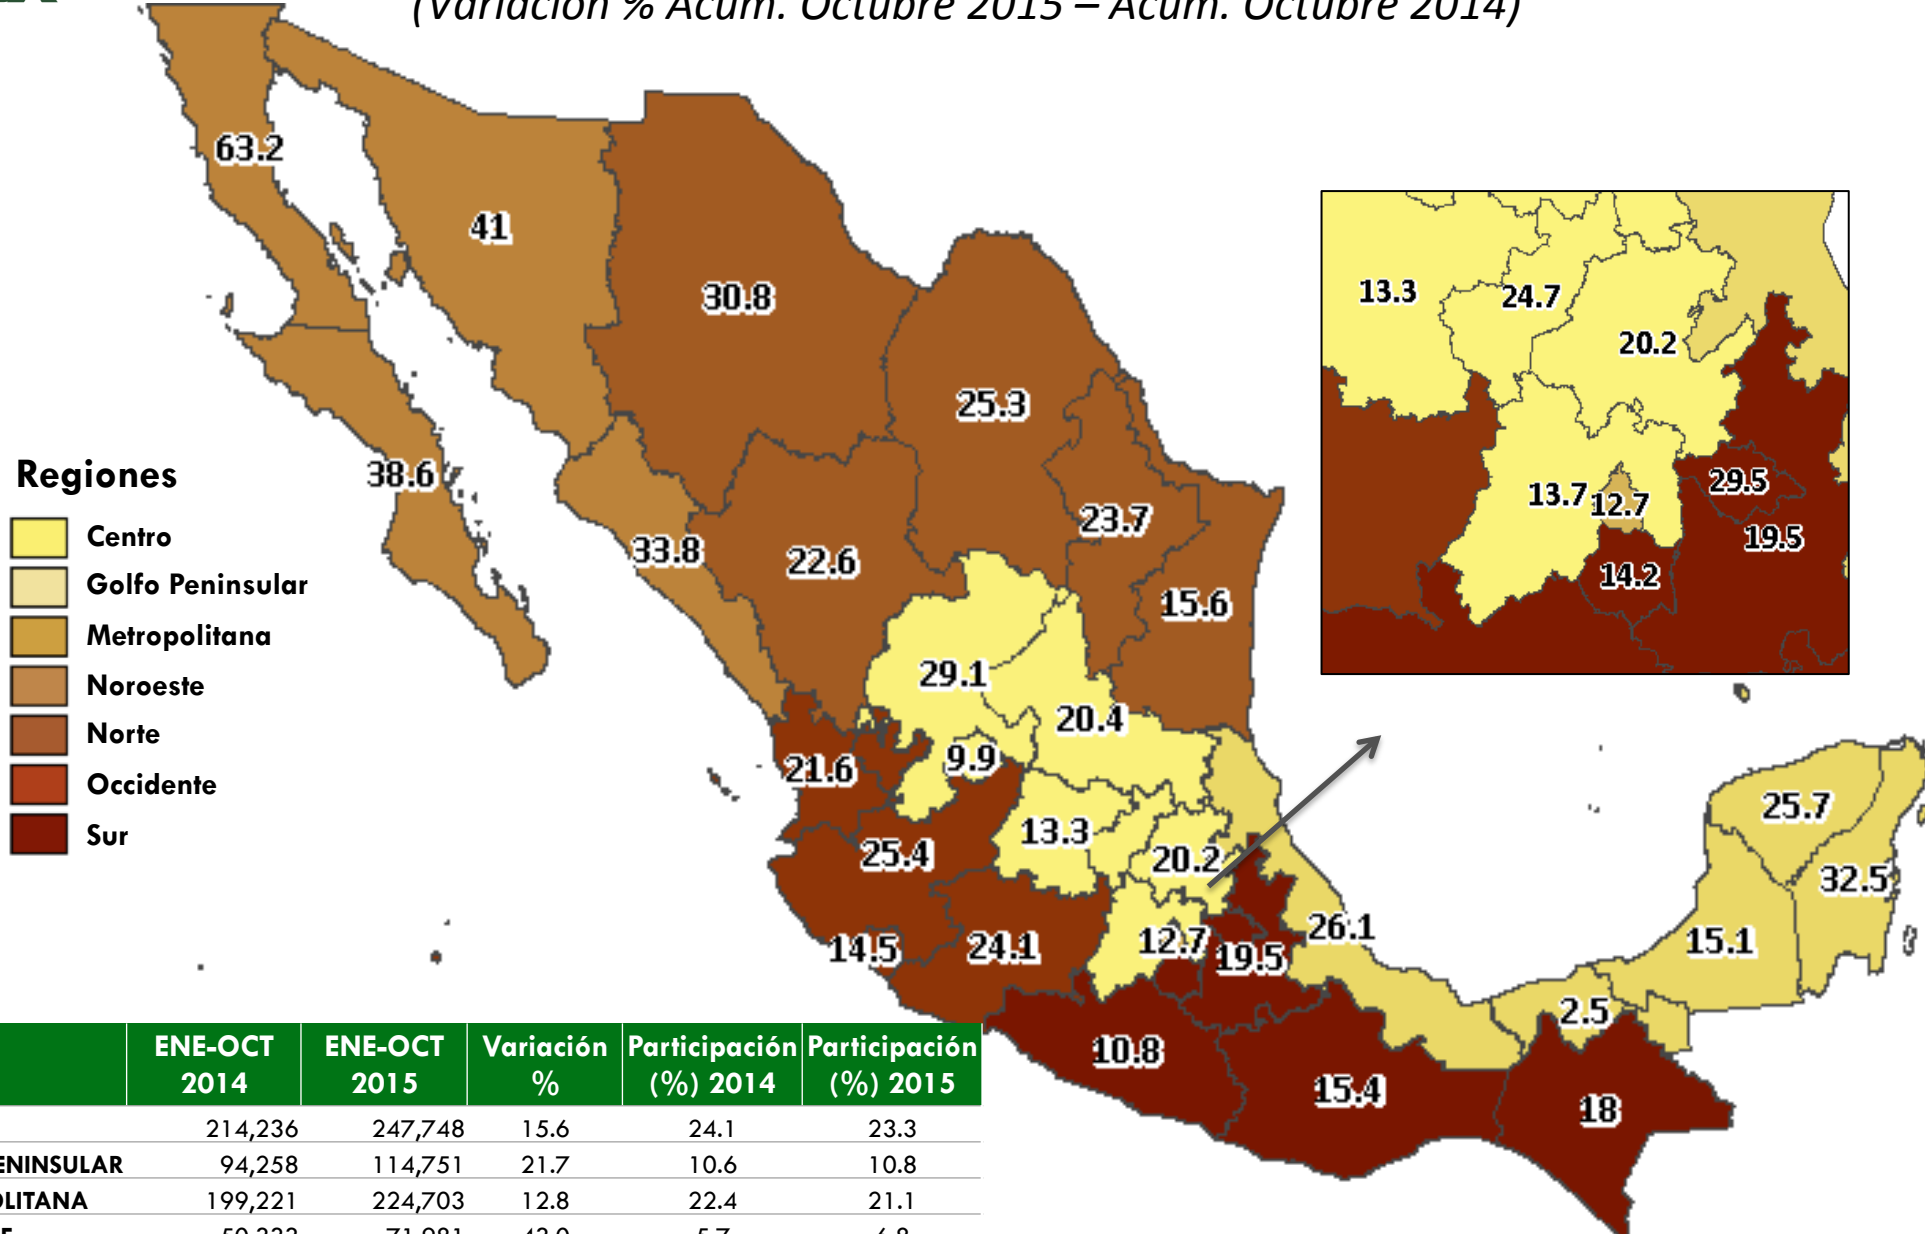 (Variación % Acum. Octubre 2015 – Acum. Octubre 2014)
63.2
41
30.8
25.3
38.6
33.8
22.6
23.7
15.6
29.1
20.4
21.6
9.9
25.4
13.3
20.2
14.5
24.1
12.7
19.5
26.1
10.8
15.4
18
2.5
15.1
25.7
32.5
13.3
24.7
20.2
13.7
12.7
29.5
19.5
14.2
Regiones
Centro
Golfo Peninsular
Metropolitana
Noroeste
Norte
Occidente
Sur
ENE-OCT 2014 ENE-OCT 2015 Variación % Participación (%) 2014 Participación (%) 2015
214,236 247,748 15.6 24.1 23.3
ENINSULAR 94,258 114,751 21.7 10.6 10.8
OLITANA 199,221 224,703 12.8 22.4 21.1